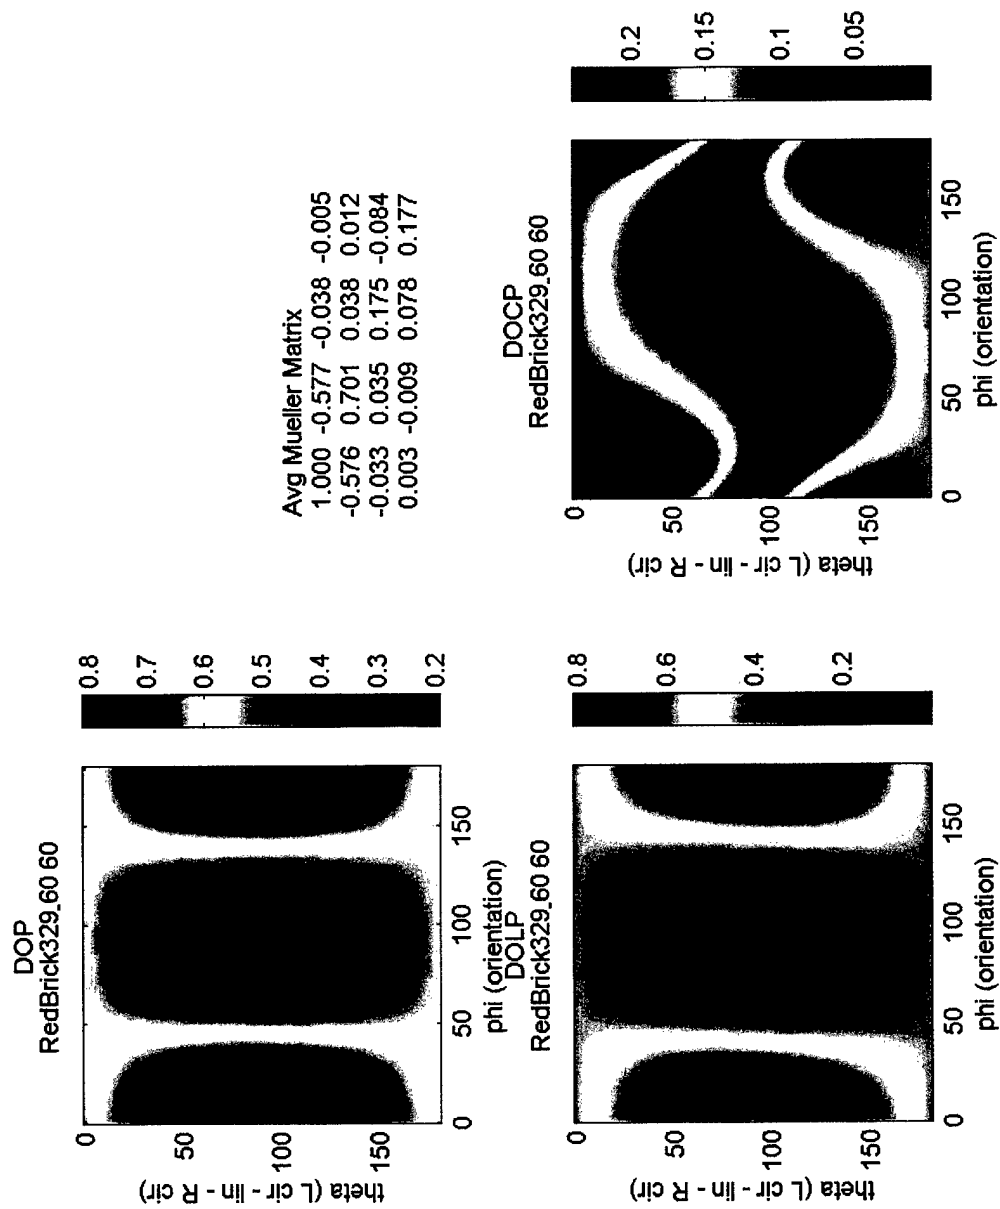 DOP
RedBrick329_60 60
0
50
100
150
theta (L cir - lin - R cir)
0 50 100 150
phi (orientation)
0.8
0.7
0.6
0.5
0.4
0.3
0.2
Avg Mueller Matrix
1.000 -0.577 -0.038 -0.005
-0.576 0.701 0.038 0.012
-0.033 0.035 0.175 -0.084
0.003 -0.009 0.078 0.177
DOLP
RedBrick329_60 60
0
50
100
150
theta (L cir - lin - R cir)
0 50 100 150
phi (orientation)
0.8
0.6
0.4
0.2
DOCP
RedBrick329_60 60
0
50
100
150
theta (L cir - lin - R cir)
0 50 100 150
phi (orientation)
0.2
0.15
0.1
0.05